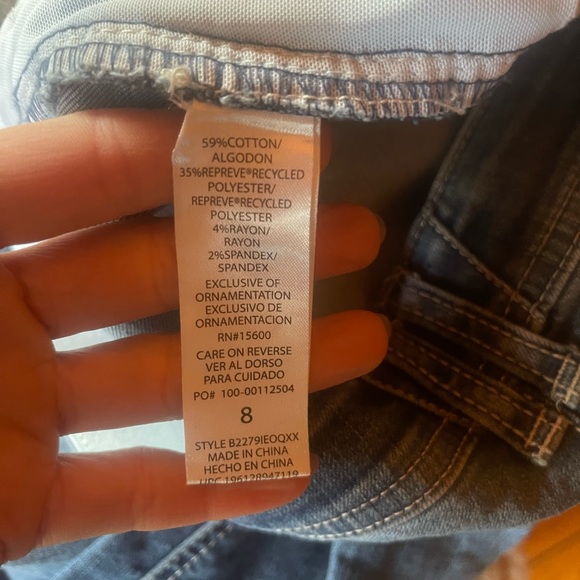 59%COTTON/
ALGODON
35%REPREVE®RECYCLED
POLYESTER/
REPREVE®RECYCLED
POLYESTER
4%RAYON/
RAYON
2%SPANDEX/
SPANDEX
EXCLUSIVE OF
ORNAMENTATION
EXCLUSIVO DE
ORNAMENTACION
RN#15600
CARE ON REVERSE
VER AL DORSO
PARA CUIDADO
PO# 100-00112504
8
STYLE B2279IEOQXX
MADE IN CHINA
HECHO EN CHINA
UPC 196128947119